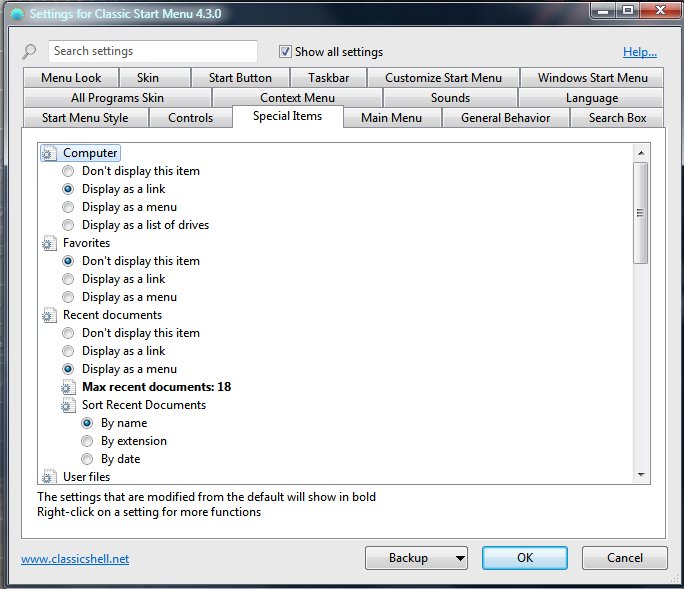 Settings for Classic Start Menu 4.3.0
Search settings
Show all settings
Help...
Menu Look Skin Start Button Taskbar Customize Start Menu Windows Start Menu
All Programs Skin Context Menu Sounds Language
Start Menu Style Controls Special Items Main Menu General Behavior Search Box
Computer
Don't display this item
Display as a link
Display as a menu
Display as a list of drives
Favorites
Don't display this item
Display as a link
Display as a menu
Recent documents
Don't display this item
Display as a link
Display as a menu
Max recent documents: 18
Sort Recent Documents
By name
By extension
By date
User files
The settings that are modified from the default will show in bold
Right-click on a setting for more functions
www.classicshell.net
Backup OK Cancel